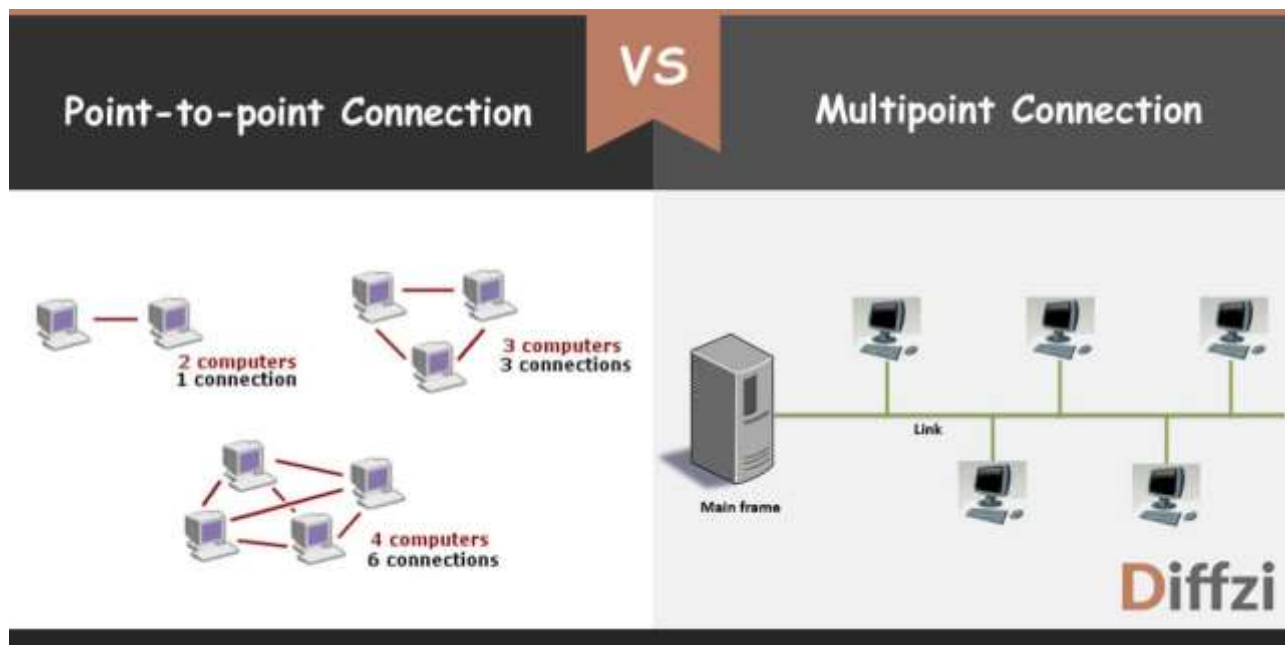 VS
Point-to-point Connection
Multipoint Connection
2 computers
1 connection
3 computers
3 connections
4 computers
6 connections
Link
Main frame
Diffzi